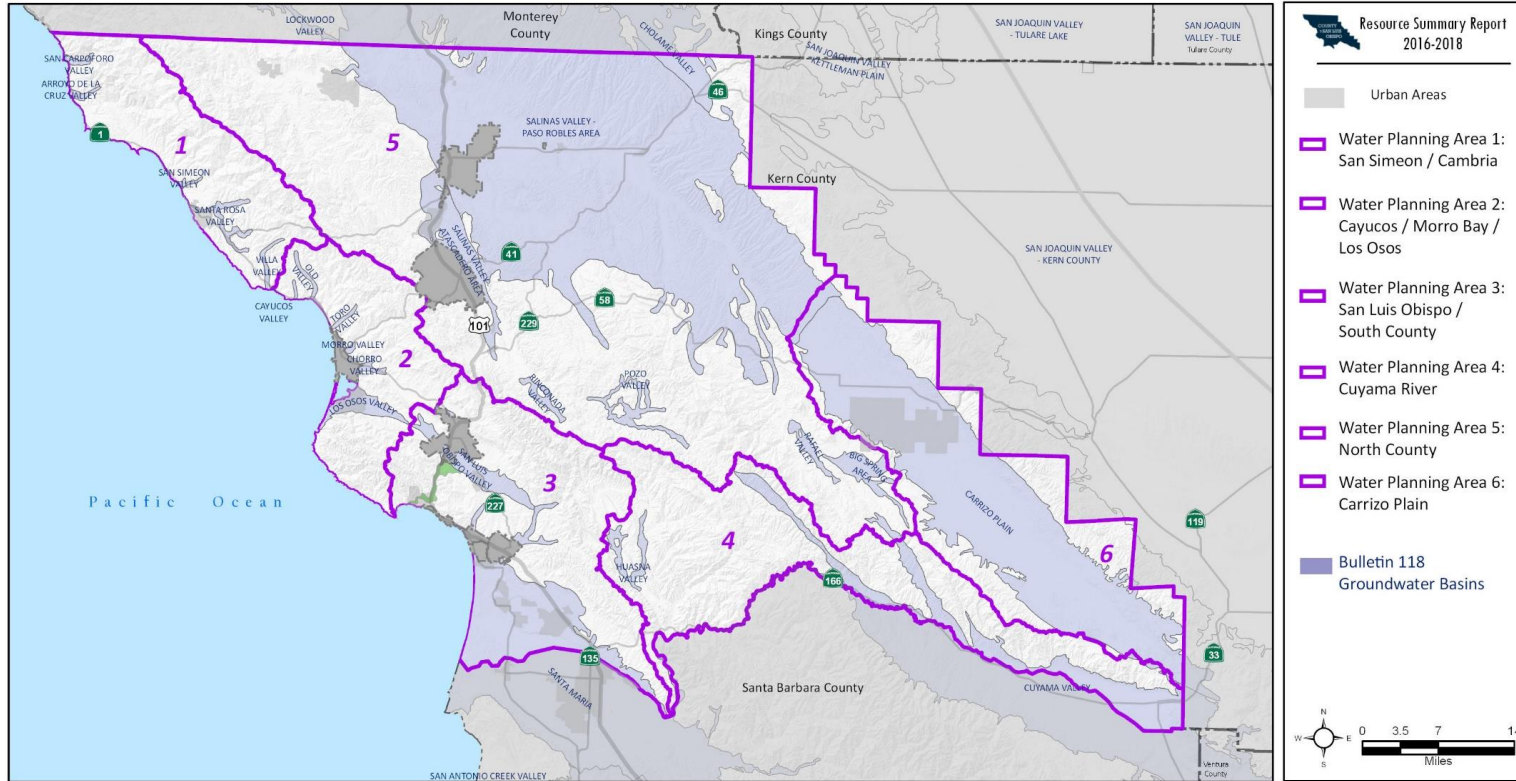 LOCKWOOD
VALLEY
Monterey
County
CHOLAME VALLEY
Kings County
SAN JOAQUIN VALLEY
- TULARE LAKE
SAN JOAQUIN
VALLEY - TULE
Tulare County
SAN JOAQUIN VALLEY
KETTLEMAN PLAIN
SAN CARPOFORO
VALLEY
ARROYO DE LA
CRUZ VALLEY
1
1
5
46
SALINAS VALLEY -
PASO ROBLES AREA
SAN SIMEON
VALLEY
Kern County
SANTA ROSA
VALLEY
SALINAS VALLEY
ATASCADERO AREA
41
SAN JOAQUIN VALLEY
- KERN COUNTY
VILLA
VALLEY
OLD
VALLEY
CAYUCOS
VALLEY
TORO
VALLEY
58
101
229
MORRO VALLEY
CHORRO
VALLEY
2
RINCONADA
VALLEY
POZO
VALLEY
LOS OSOS VALLEY
SAN LUIS
OBISPO VALLEY
3
RAFAEL
VALLEY
BIG SPRING
AREA
CARRIZO PLAIN
Pacific Ocean
227
119
4
6
HUASNA
VALLEY
166
135
33
SANTA MARIA
Santa Barbara County
CUYAMA VALLEY
Ventura
County
SAN ANTONIO CREEK VALLEY
COUNTY
OF SAN LUIS
OBISPO
Resource Summary Report
2016-2018
Urban Areas
Water Planning Area 1:
San Simeon / Cambria
Water Planning Area 2:
Cayucos / Morro Bay /
Los Osos
Water Planning Area 3:
San Luis Obispo /
South County
Water Planning Area 4:
Cuyama River
Water Planning Area 5:
North County
Water Planning Area 6:
Carrizo Plain
Bulletin 118
Groundwater Basins
N
W E
S
0 3.5 7 14
Miles